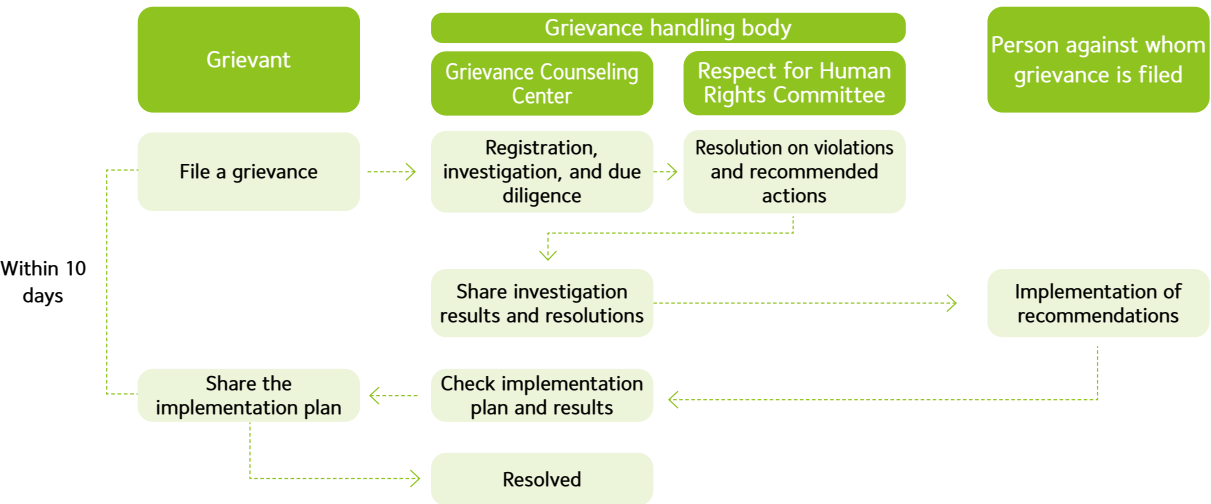 Grievant
Grievance handling body
Grievance Counseling
Center
Respect for Human
Rights Committee
Person against whom
grievance is filed
File a grievance
Registration,
investigation, and due
diligence
Resolution on violations
and recommended
actions
Within 10
days
Share investigation
results and resolutions
Implementation of
recommendations
Share the
implementation plan
Check implementation
plan and results
Resolved